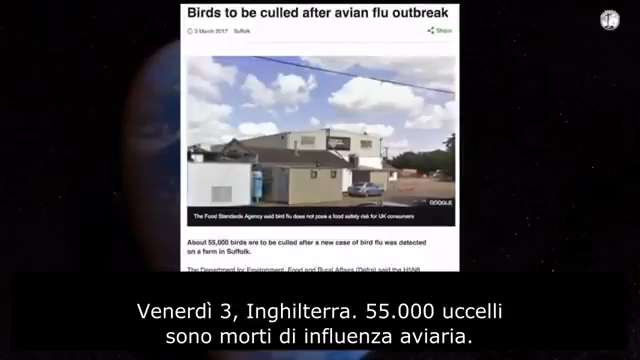 Birds to be culled after avian flu outbreak
3 March 2017 Suffolk Share
GOOGLE
The Food Standards Agency said bird flu does not pose a food safety risk for UK consumers
About 55,000 birds are to be culled after a new case of bird flu was detected
on a farm in Suffolk.
The Department for Environment, Food and Rural Affairs (Defra) said the H5N8
Venerdì 3, Inghilterra. 55.000 uccelli
sono morti di influenza aviaria.